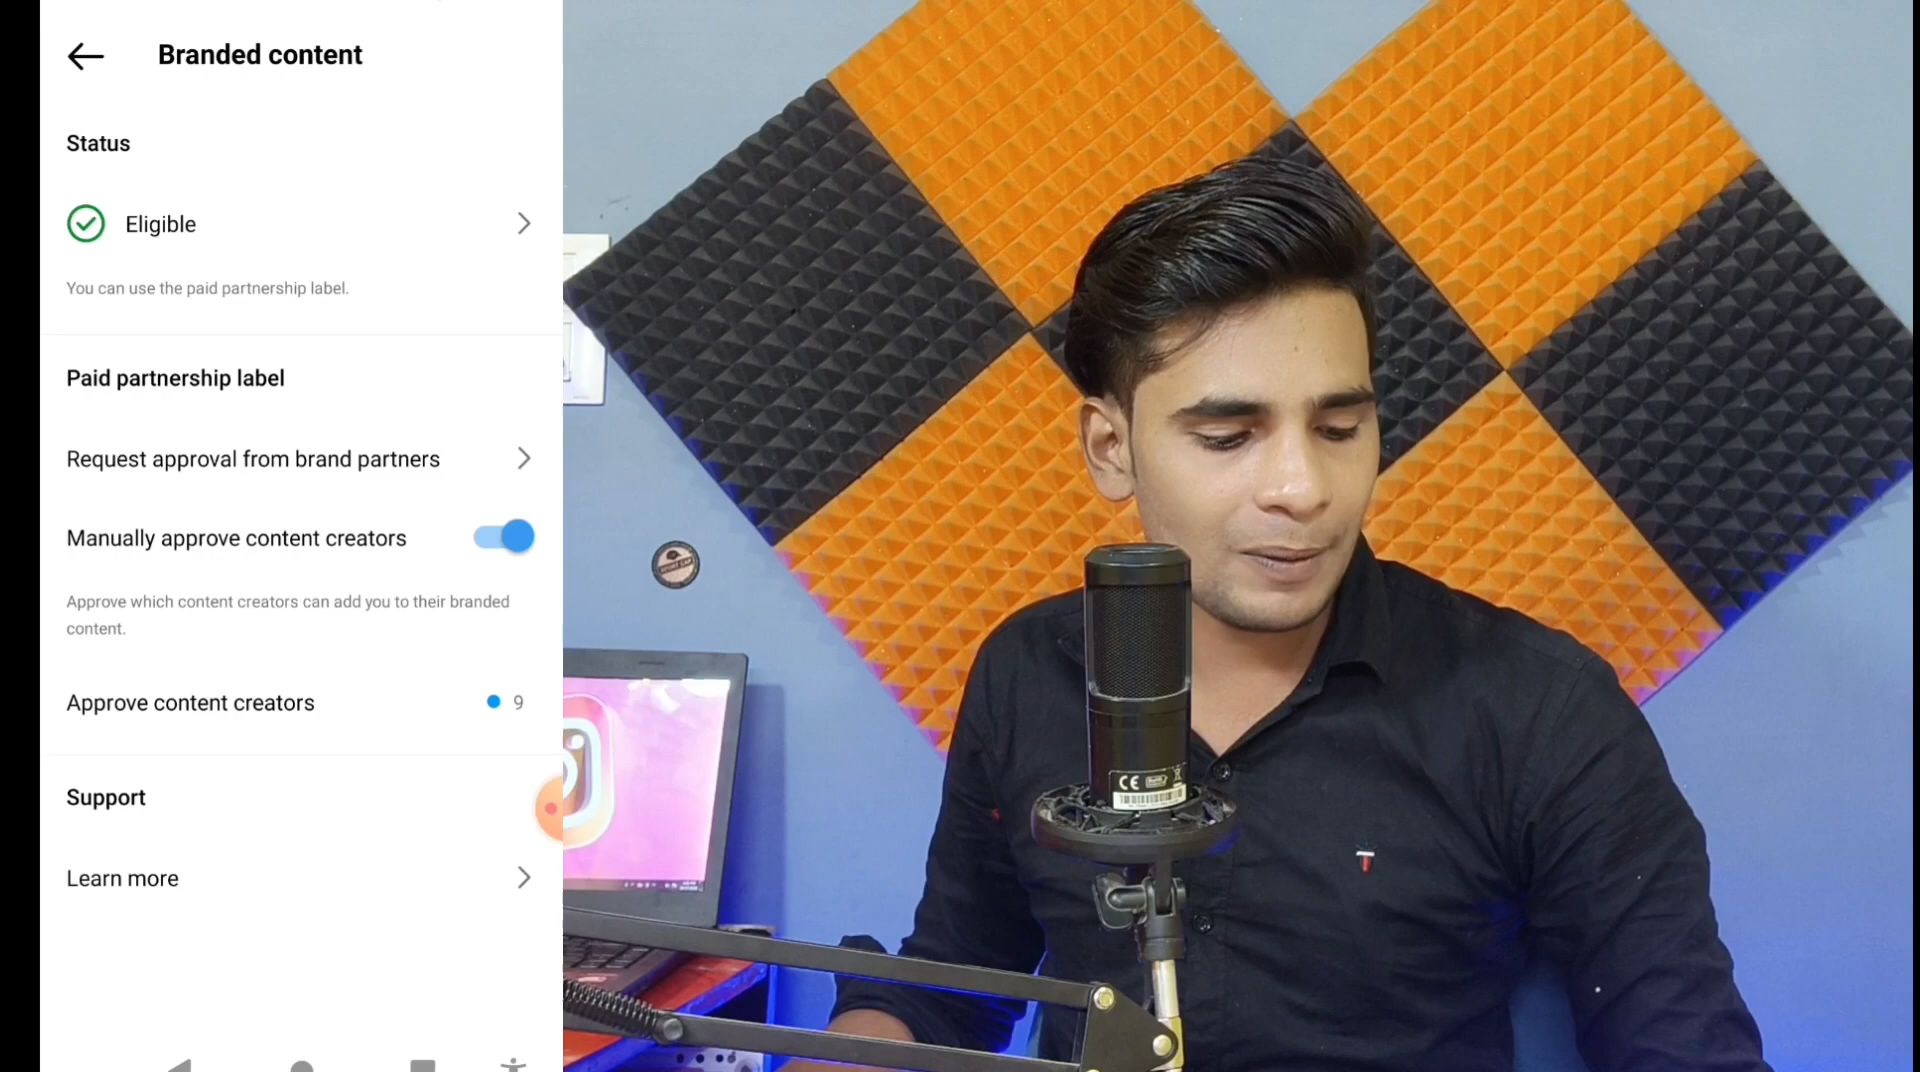 Branded content
Status
Eligible
You can use the paid partnership label.
Paid partnership label
Request approval from brand partners
Manually approve content creators
Approve which content creators can add you to their branded
content.
Approve content creators
9
Support
Learn more
CE